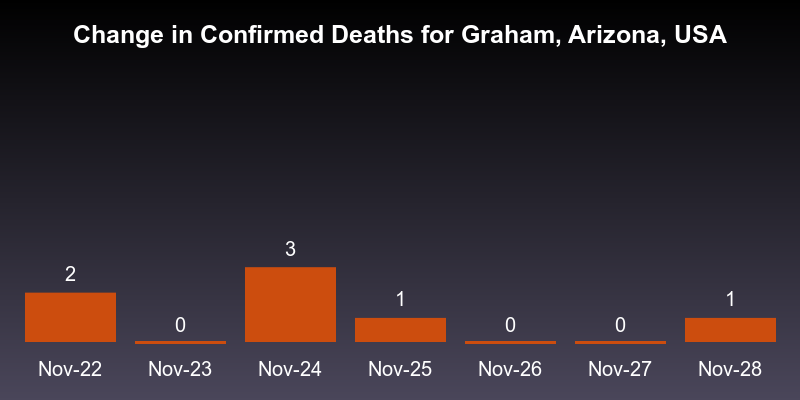 Change in Confirmed Deaths for Graham, Arizona, USA
2
0
3
1
0
0
1
Nov-22
Nov-23
Nov-24
Nov-25
Nov-26
Nov-27
Nov-28